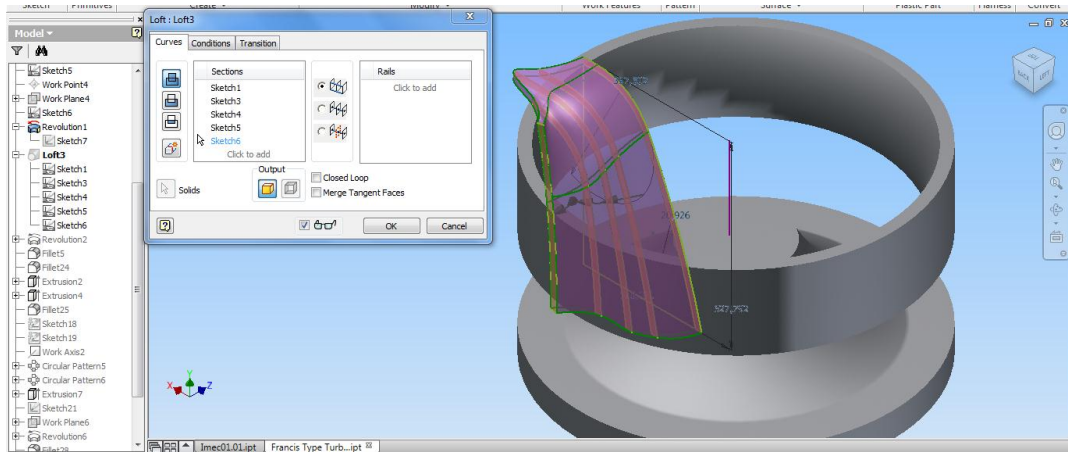 Sketch Primitives Create Modify Work Features Pattern Surface Plastic Part Harness Convert
Model
Loft : Loft3
Curves Conditions Transition
Sections
Sketch1
Sketch3
Sketch4
Sketch5
Sketch6
Click to add
Rails
Click to add
Output
Solids
Closed Loop
Merge Tangent Faces
OK
Cancel
Sketch5
Work Point4
Work Plane4
Sketch6
Revolution1
Sketch7
Loft3
Sketch1
Sketch3
Sketch4
Sketch5
Sketch6
Revolution2
Fillet5
Fillet24
Extrusion2
Extrusion4
Fillet25
Sketch18
Sketch19
Work Axis2
Circular Pattern5
Circular Pattern6
Extrusion7
Sketch21
Work Plane6
Revolution6
Fillet29
BACK LEFT
X Y Z
Imec01.01.ipt
Francis Type Turb...ipt